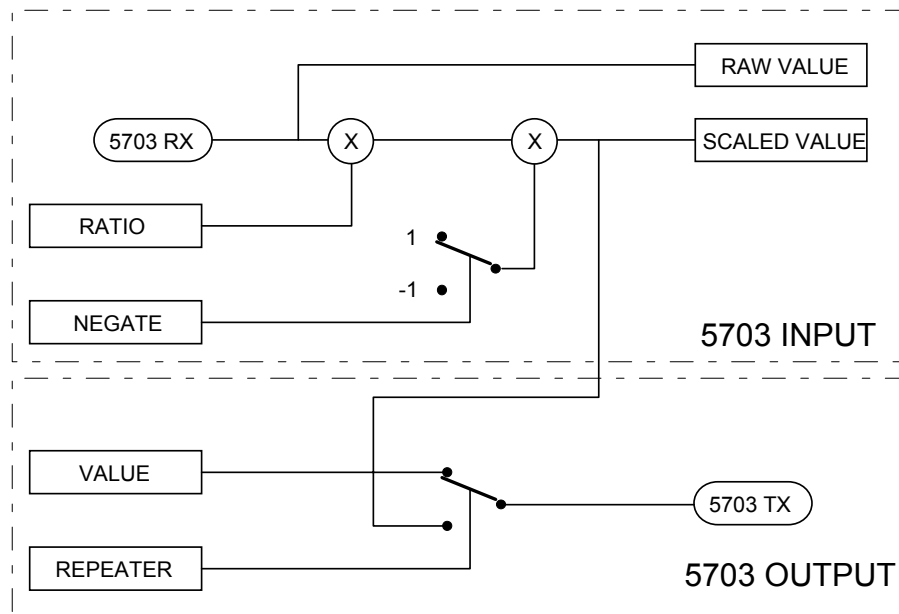 RAW VALUE
5703 RX
X
X
SCALED VALUE
RATIO
1
-1
NEGATE
5703 INPUT
VALUE
5703 TX
REPEATER
5703 OUTPUT